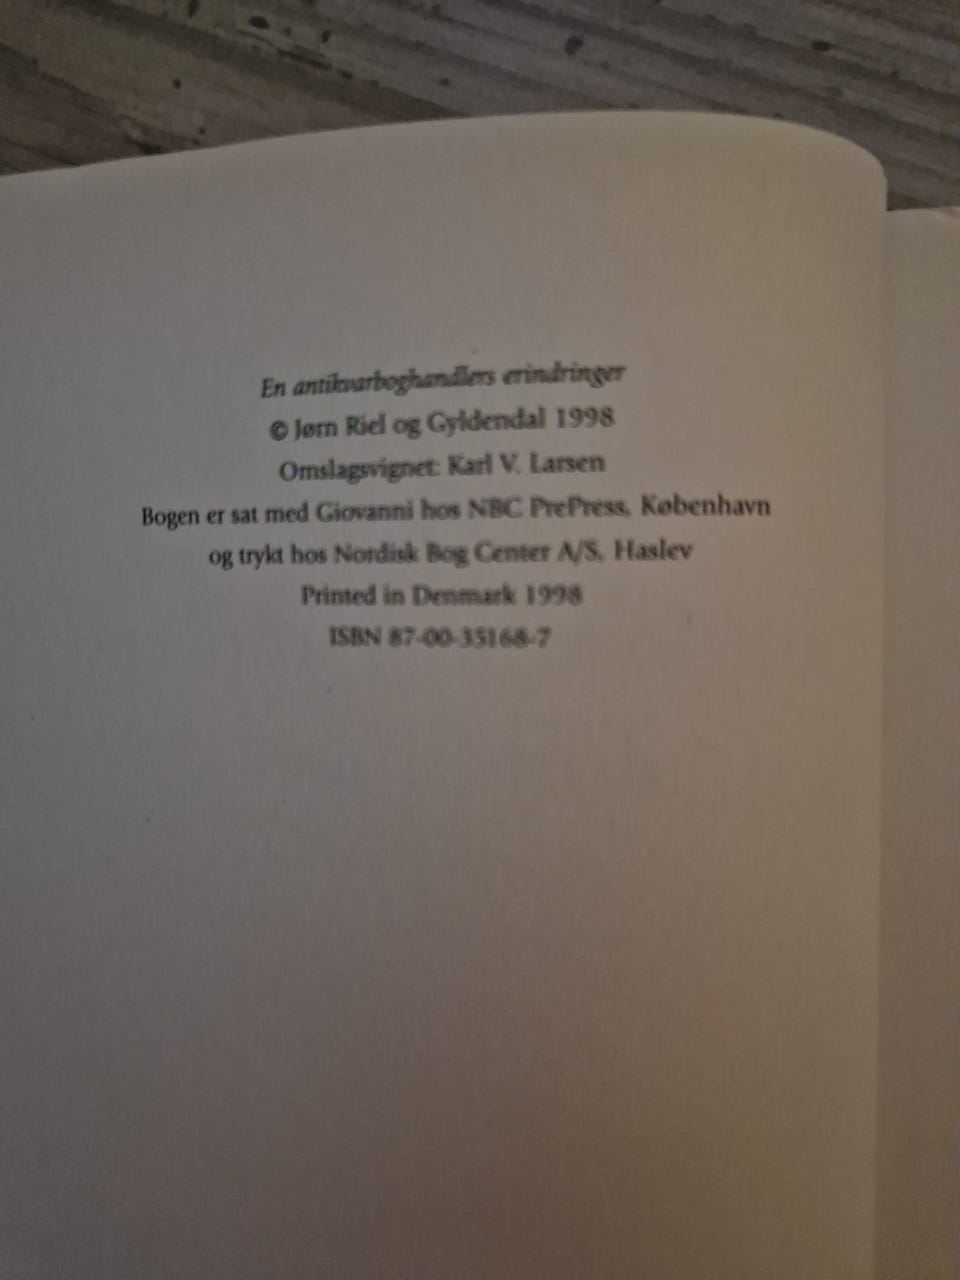 En antikvarboghandlers erindringer
© Jørn Riel og Gyldendal 1998
Omslagsvignet: Karl V. Larsen
Bogen er sat med Giovanni hos NBC PrePress, København
og trykt hos Nordisk Bog Center A/S, Haslev
Printed in Denmark 1998
ISBN 87-00-35168-7